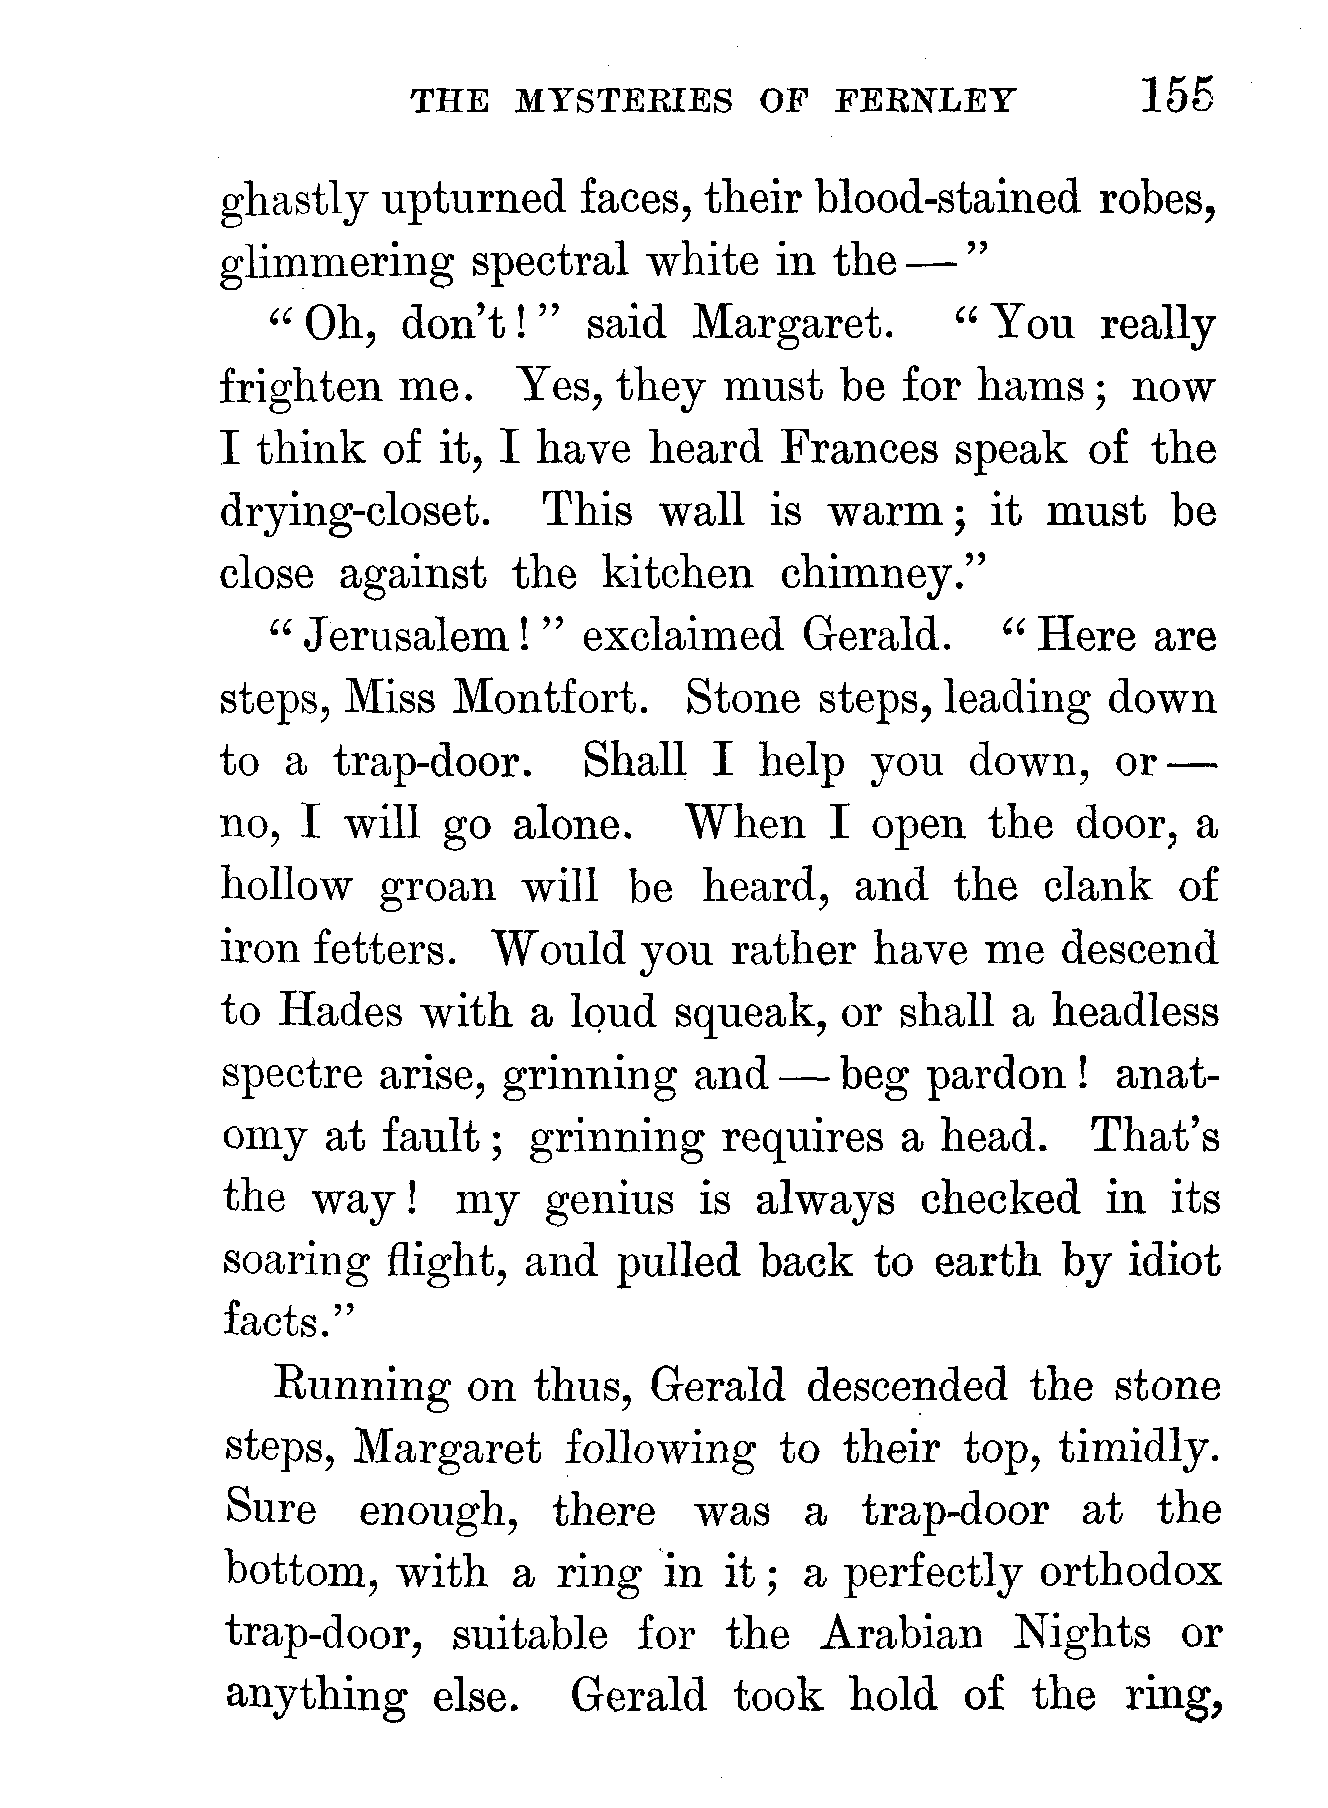 THE MYSTERIES OF FERNLEY 155
ghastly upturned faces, their blood-stained robes,
glimmering spectral white in the — ”
“ Oh, don’t ! ” said Margaret. “ You really
frighten me. Yes, they must be for hams ; now
I think of it, I have heard Frances speak of the
drying-closet. This wall is warm ; it must be
close against the kitchen chimney.”
“ Jerusalem ! ” exclaimed Gerald. “ Here are
steps, Miss Montfort. Stone steps, leading down
to a trap-door. Shall I help you down, or —
no, I will go alone. When I open the door, a
hollow groan will be heard, and the clank of
iron fetters. Would you rather have me descend
to Hades with a loud squeak, or shall a headless
spectre arise, grinning and — beg pardon ! anat-
omy at fault ; grinning requires a head. That’s
the way ! my genius is always checked in its
soaring flight, and pulled back to earth by idiot
facts.”
Running on thus, Gerald descended the stone
steps, Margaret following to their top, timidly.
Sure enough, there was a trap-door at the
bottom, with a ring in it ; a perfectly orthodox
trap-door, suitable for the Arabian Nights or
anything else. Gerald took hold of the ring,